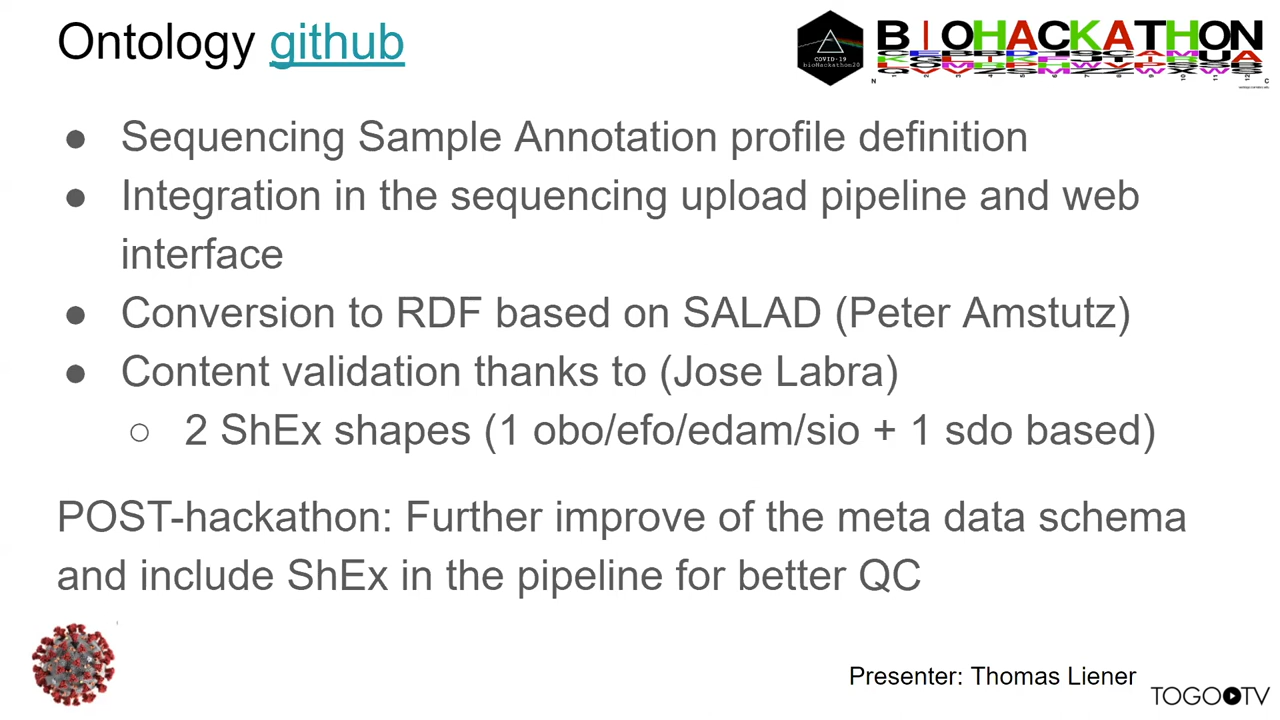 Ontology github
COVID-19
bioHackathon20
BIOHACKATHON
● Sequencing Sample Annotation profile definition
● Integration in the sequencing upload pipeline and web
interface
● Conversion to RDF based on SALAD (Peter Amstutz)
● Content validation thanks to (Jose Labra)
○ 2 ShEx shapes (1 obo/efo/edam/sio + 1 sdo based)
POST-hackathon: Further improve of the meta data schema
and include ShEx in the pipeline for better QC
Presenter: Thomas Liener
TOGOTV